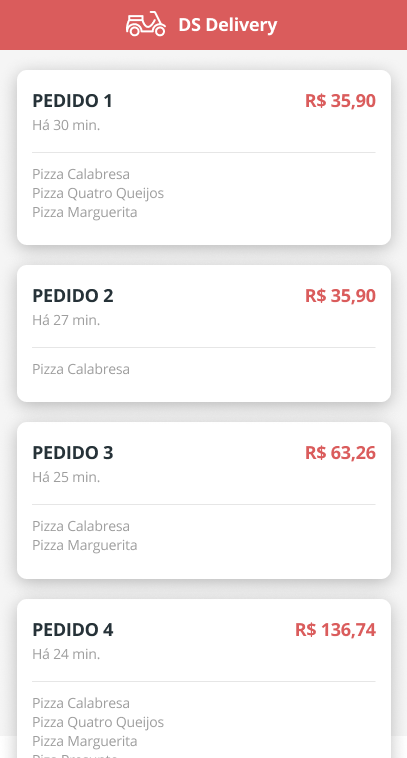 DS Delivery
PEDIDO 1 R$ 35,90
Há 30 min.
Pizza Calabresa
Pizza Quatro Queijos
Pizza Marguerita
PEDIDO 2 R$ 35,90
Há 27 min.
Pizza Calabresa
PEDIDO 3 R$ 63,26
Há 25 min.
Pizza Calabresa
Pizza Marguerita
PEDIDO 4 R$ 136,74
Há 24 min.
Pizza Calabresa
Pizza Quatro Queijos
Pizza Marguerita